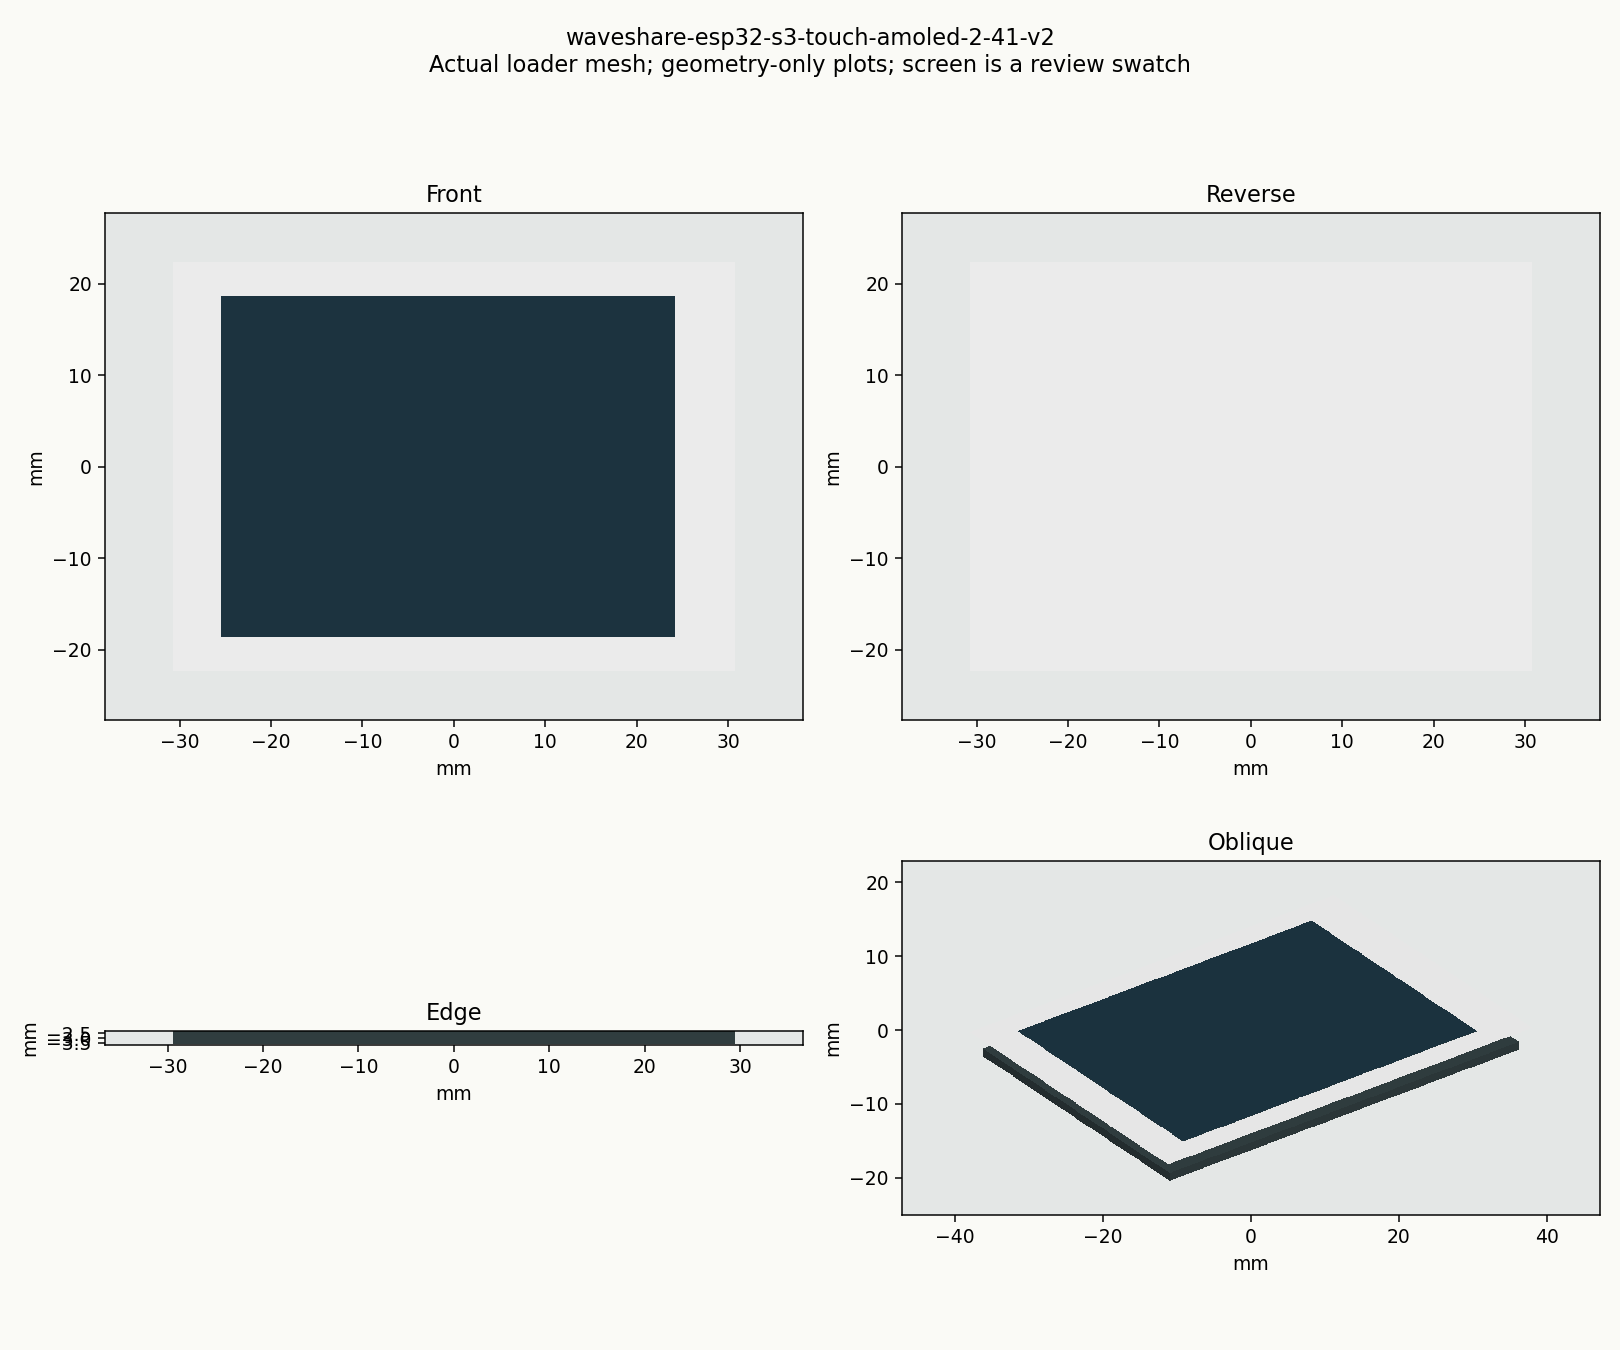 waveshare-esp32-s3-touch-amoled-2-41-v2
Actual loader mesh; geometry-only plots; screen is a review swatch
Front
20
10
0
−10
−20
mm
−30 −20 −10 0 10 20 30
mm
Reverse
20
10
0
−10
−20
mm
−30 −20 −10 0 10 20 30
mm
Edge
mm
−30 −20 −10 0 10 20 30
mm
Oblique
20
10
0
−10
−20
mm
−40 −20 0 20 40
mm